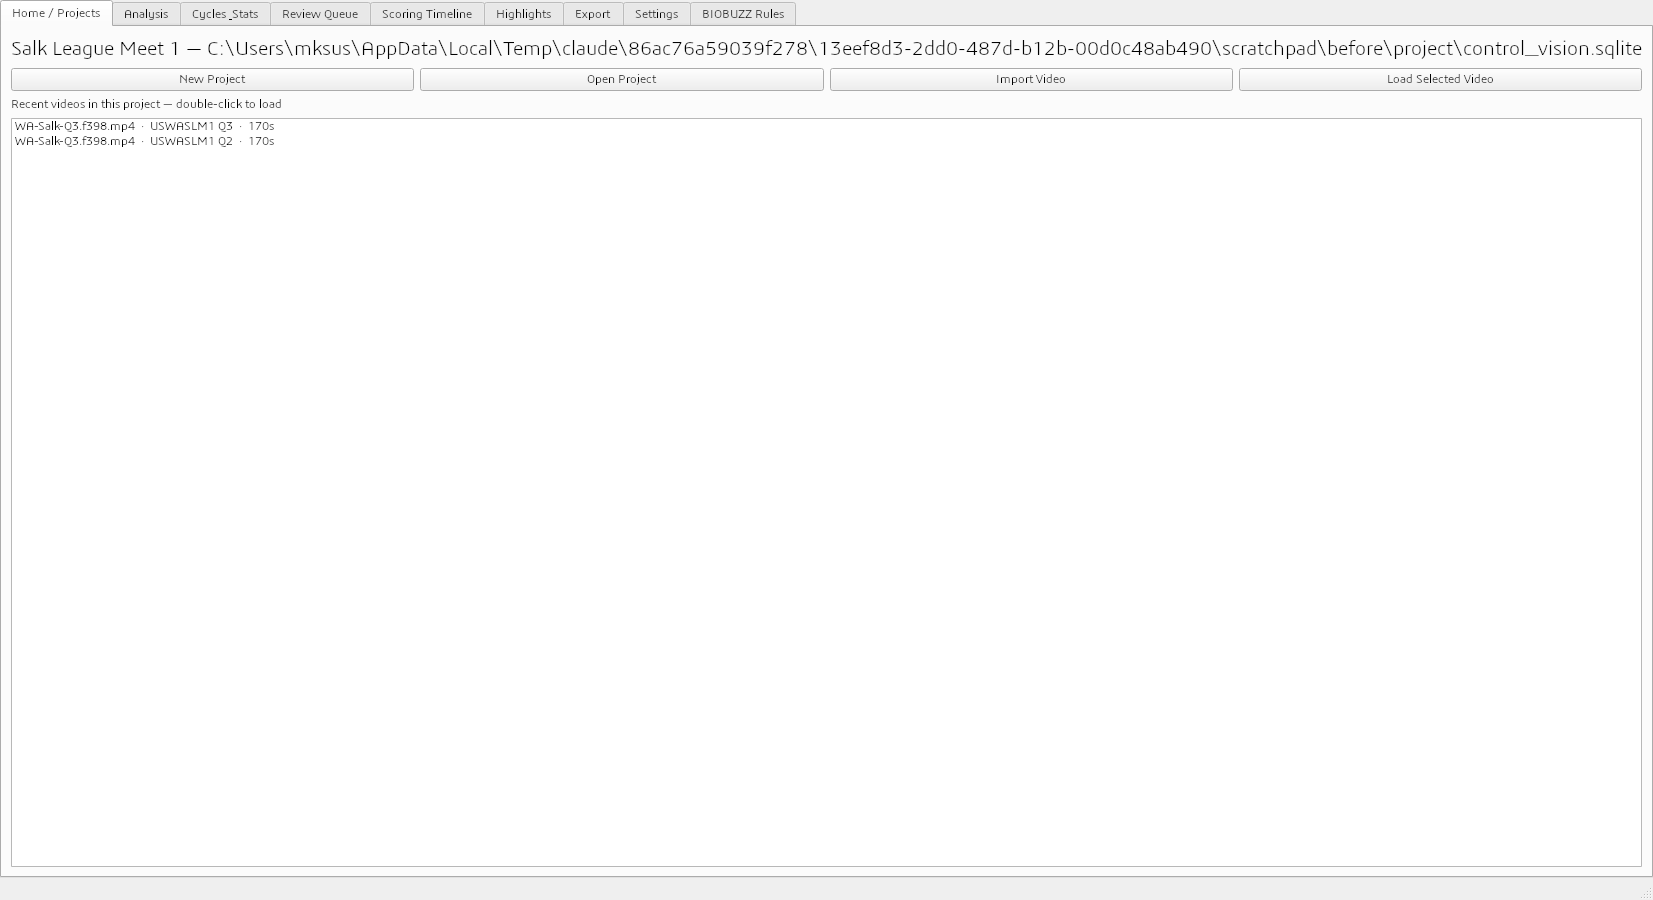 Home / Projects
Analysis
Cycles _Stats
Review Queue
Scoring Timeline
Highlights
Export
Settings
BIOBUZZ Rules
Salk League Meet 1 — C:\Users\mksus\AppData\Local\Temp\claude\86ac76a59039f278\13eef8d3-2dd0-487d-b12b-00d0c48ab490\scratchpad\before\project\control_vision.sqlite
New Project
Open Project
Import Video
Load Selected Video
Recent videos in this project — double-click to load
WA-Salk-Q3.f398.mp4 · USWASLM1 Q3 · 170s
WA-Salk-Q3.f398.mp4 · USWASLM1 Q2 · 170s